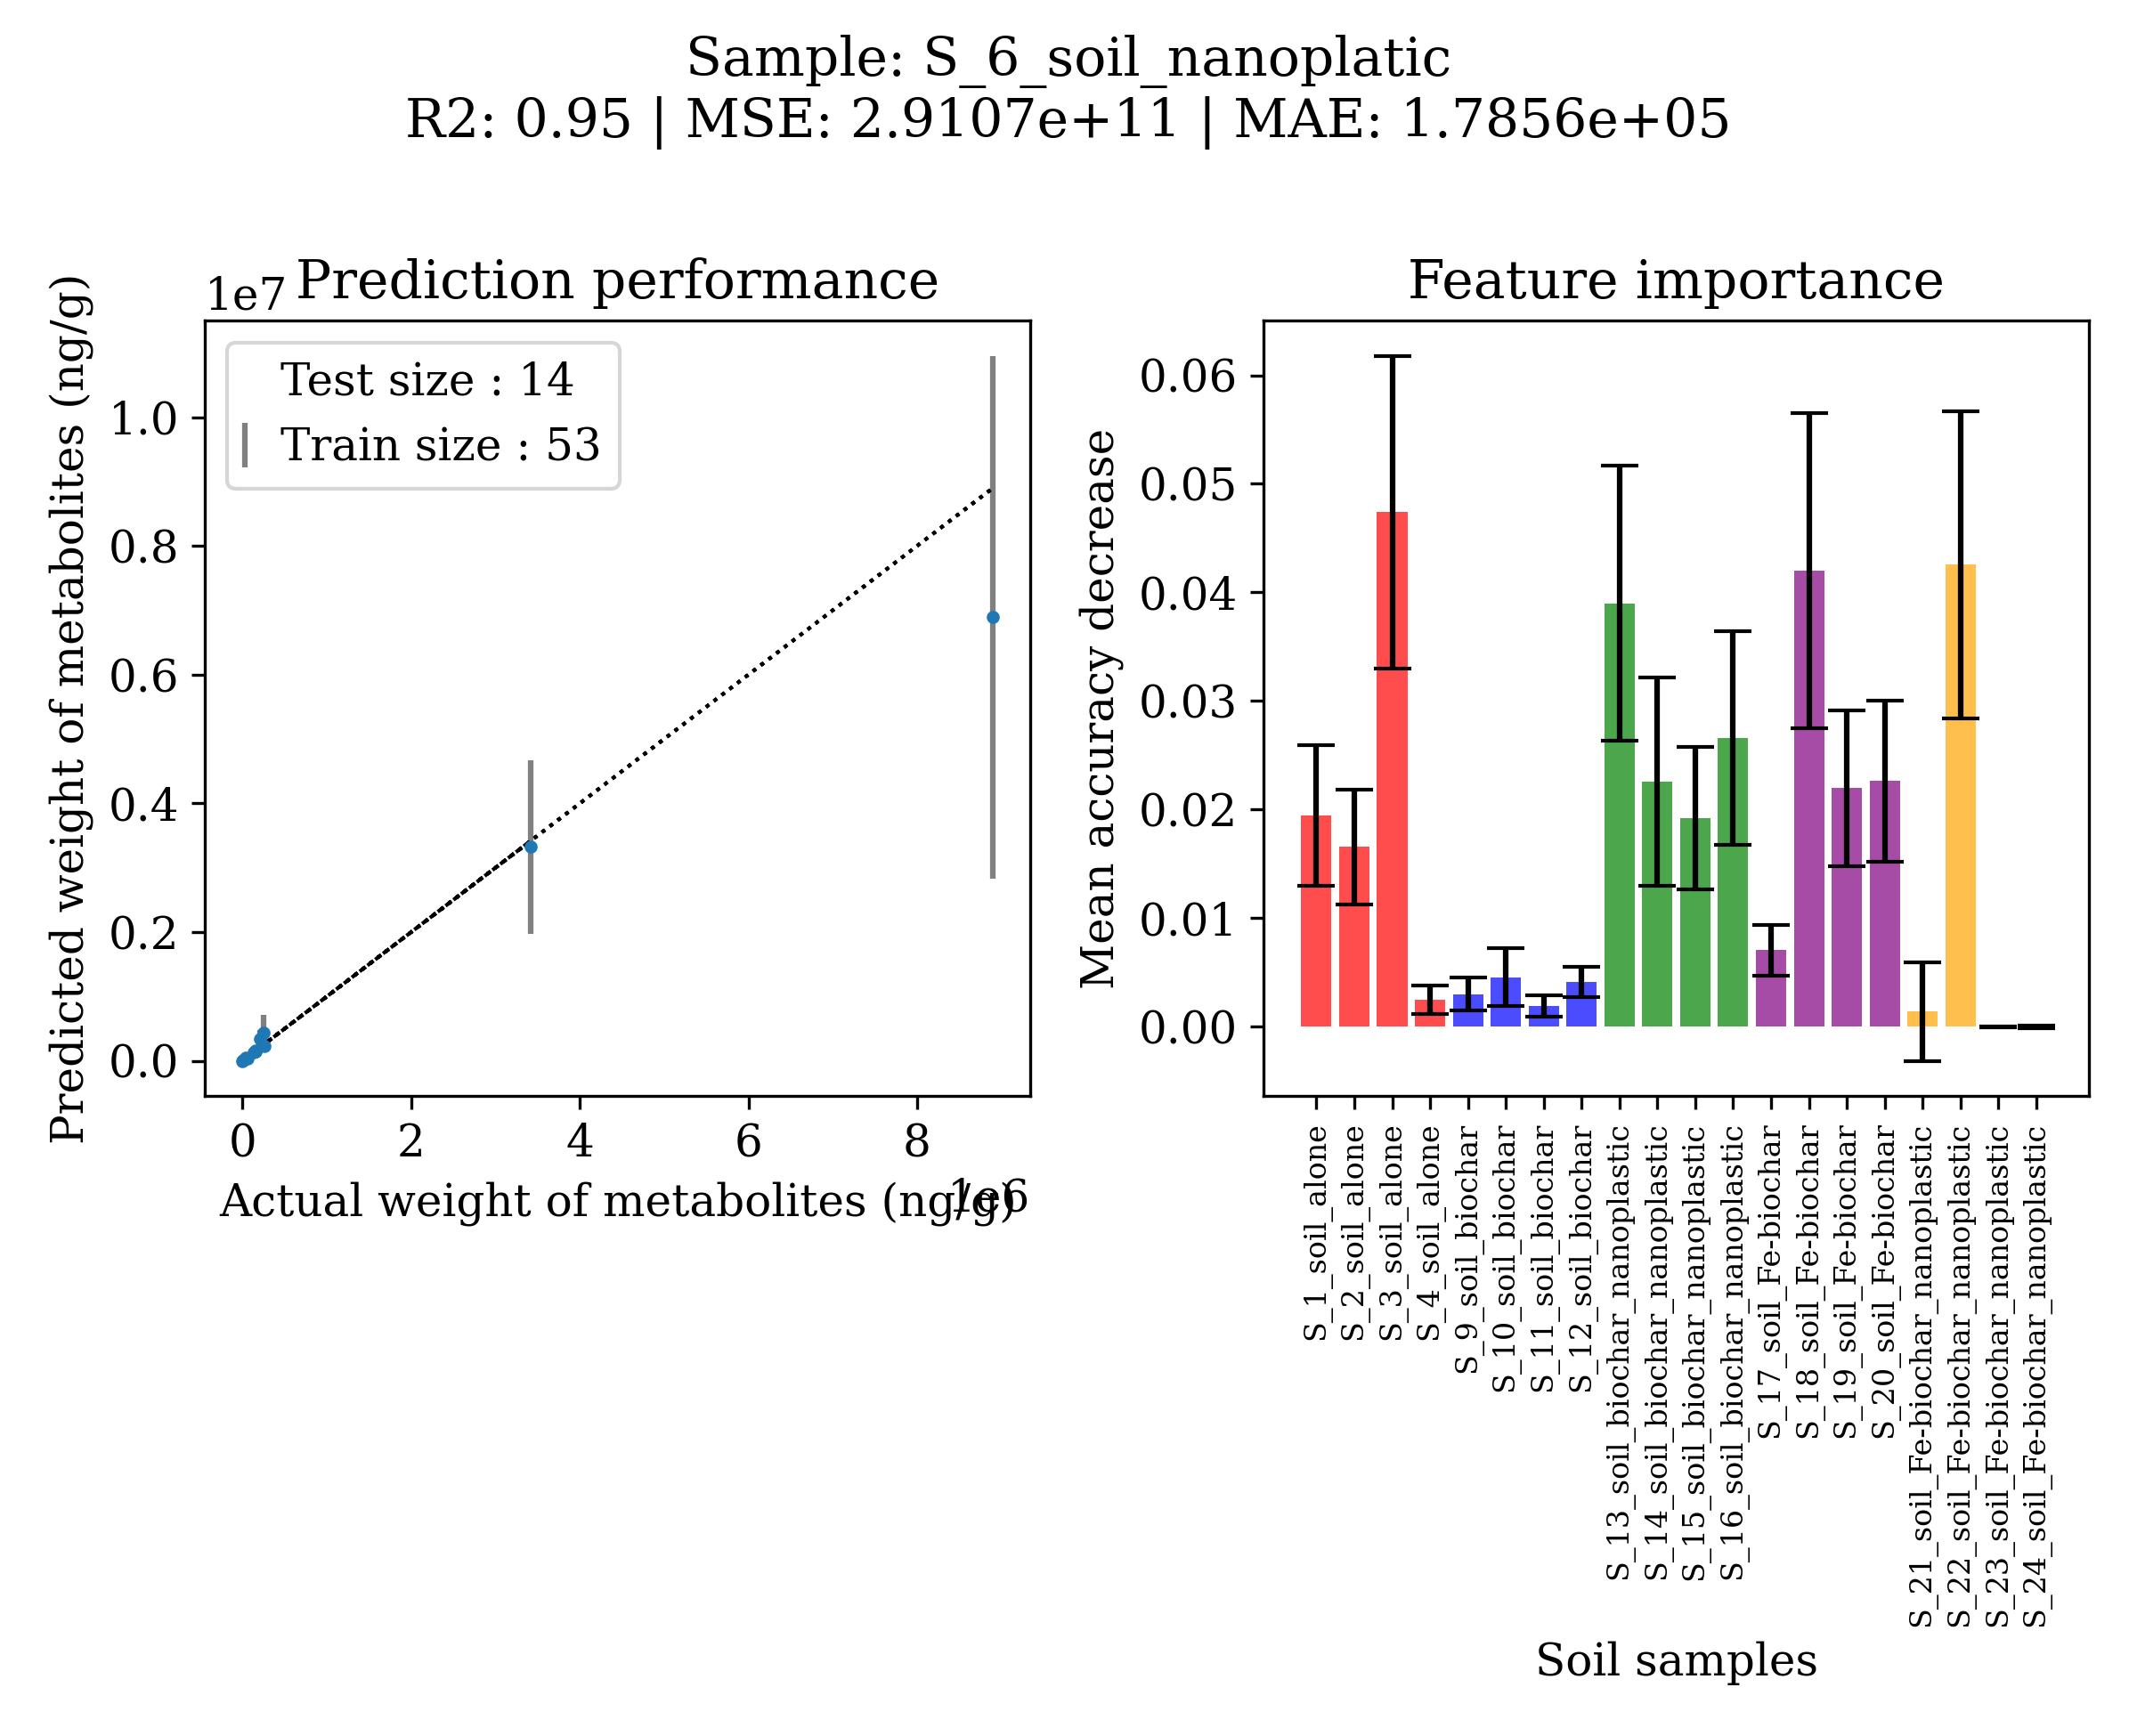 Sample: S_6_soil_nanoplatic
R2: 0.95 | MSE: 2.9107e+11 | MAE: 1.7856e+05
Prediction performance
1e7
Test size : 14
Train size : 53
Predicted weight of metabolites (ng/g)
1.0
0.8
0.6
0.4
0.2
0.0
0 2 4 6 8
Actual weight of metabolites (ng/g)
1e6
Feature importance
Mean accuracy decrease
0.06
0.05
0.04
0.03
0.02
0.01
0.00
S_1_soil_alone
S_2_soil_alone
S_3_soil_alone
S_4_soil_alone
S_9_soil_biochar
S_10_soil_biochar
S_11_soil_biochar
S_12_soil_biochar
S_13_soil_biochar_nanoplastic
S_14_soil_biochar_nanoplastic
S_15_soil_biochar_nanoplastic
S_16_soil_biochar_nanoplastic
S_17_soil_Fe-biochar
S_18_soil_Fe-biochar
S_19_soil_Fe-biochar
S_20_soil_Fe-biochar
S_21_soil_Fe-biochar_nanoplastic
S_22_soil_Fe-biochar_nanoplastic
S_23_soil_Fe-biochar_nanoplastic
S_24_soil_Fe-biochar_nanoplastic
Soil samples